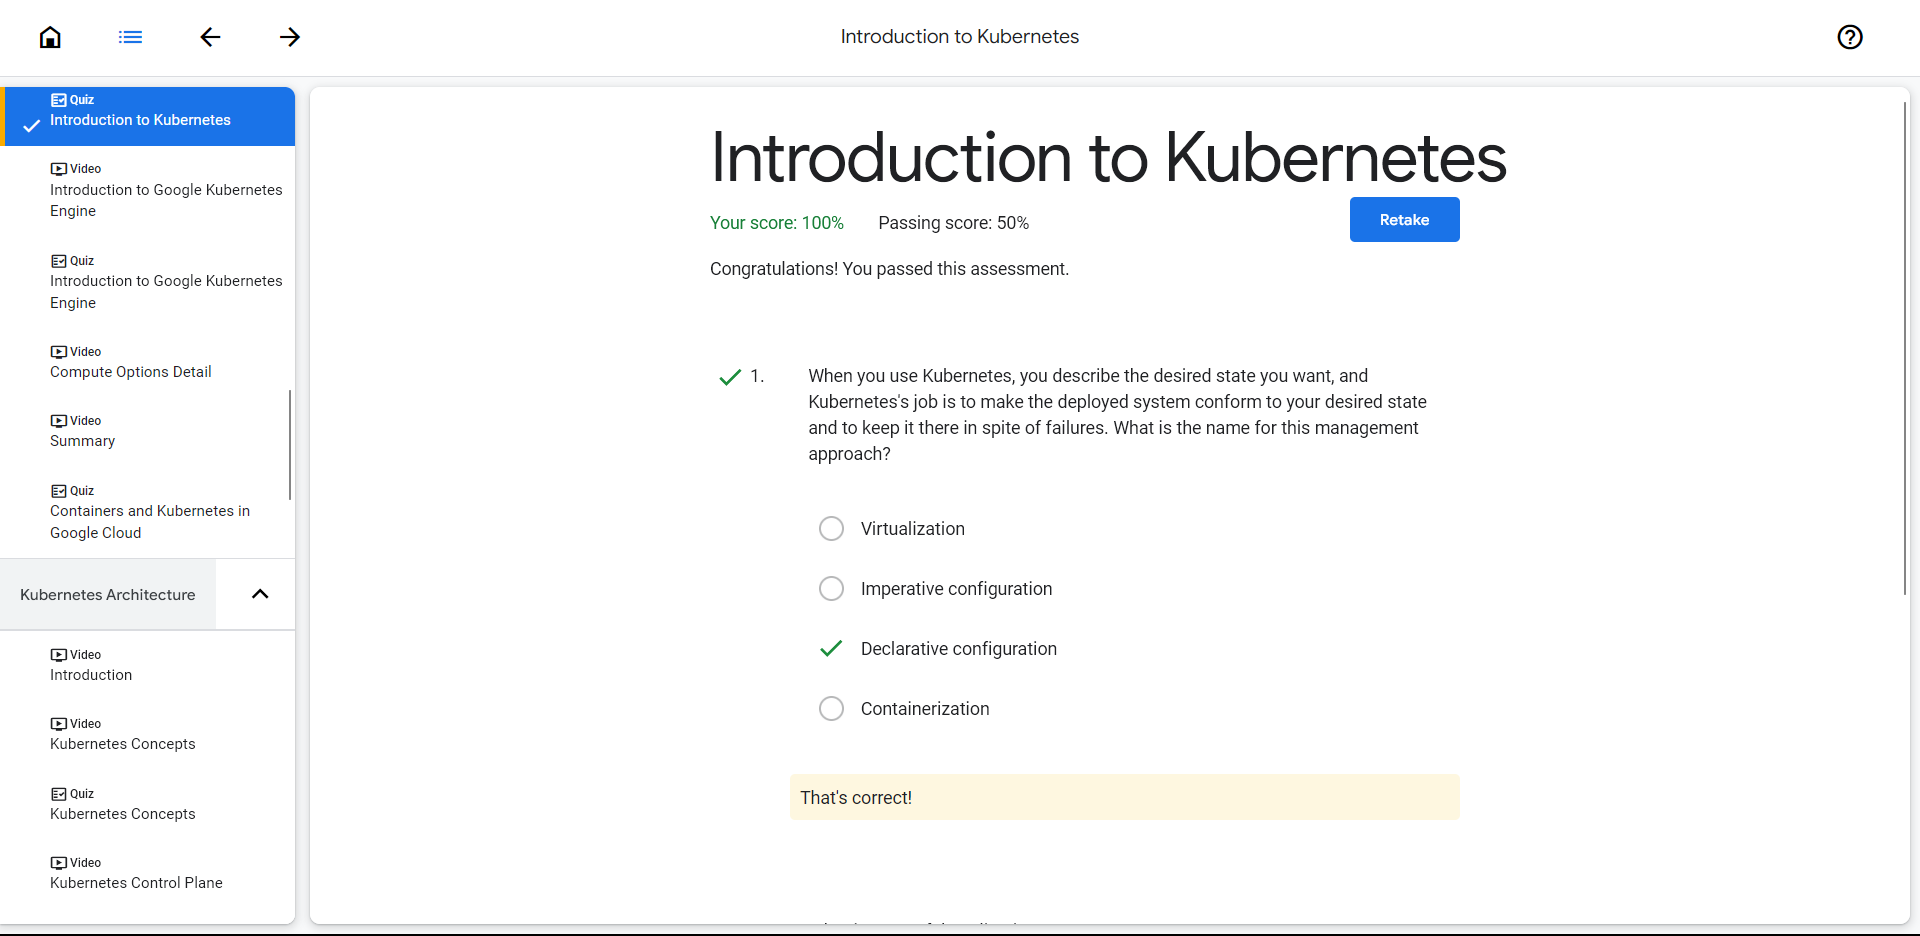 Introduction to Kubernetes
Quiz
Introduction to Kubernetes
Video
Introduction to Google Kubernetes
Engine
Quiz
Introduction to Google Kubernetes
Engine
Video
Compute Options Detail
Video
Summary
Quiz
Containers and Kubernetes in
Google Cloud
Kubernetes Architecture
Video
Introduction
Video
Kubernetes Concepts
Quiz
Kubernetes Concepts
Video
Kubernetes Control Plane
Introduction to Kubernetes
Your score: 100% Passing score: 50%
Retake
Congratulations! You passed this assessment.
1. When you use Kubernetes, you describe the desired state you want, and
Kubernetes's job is to make the deployed system conform to your desired state
and to keep it there in spite of failures. What is the name for this management
approach?
Virtualization
Imperative configuration
Declarative configuration
Containerization
That's correct!